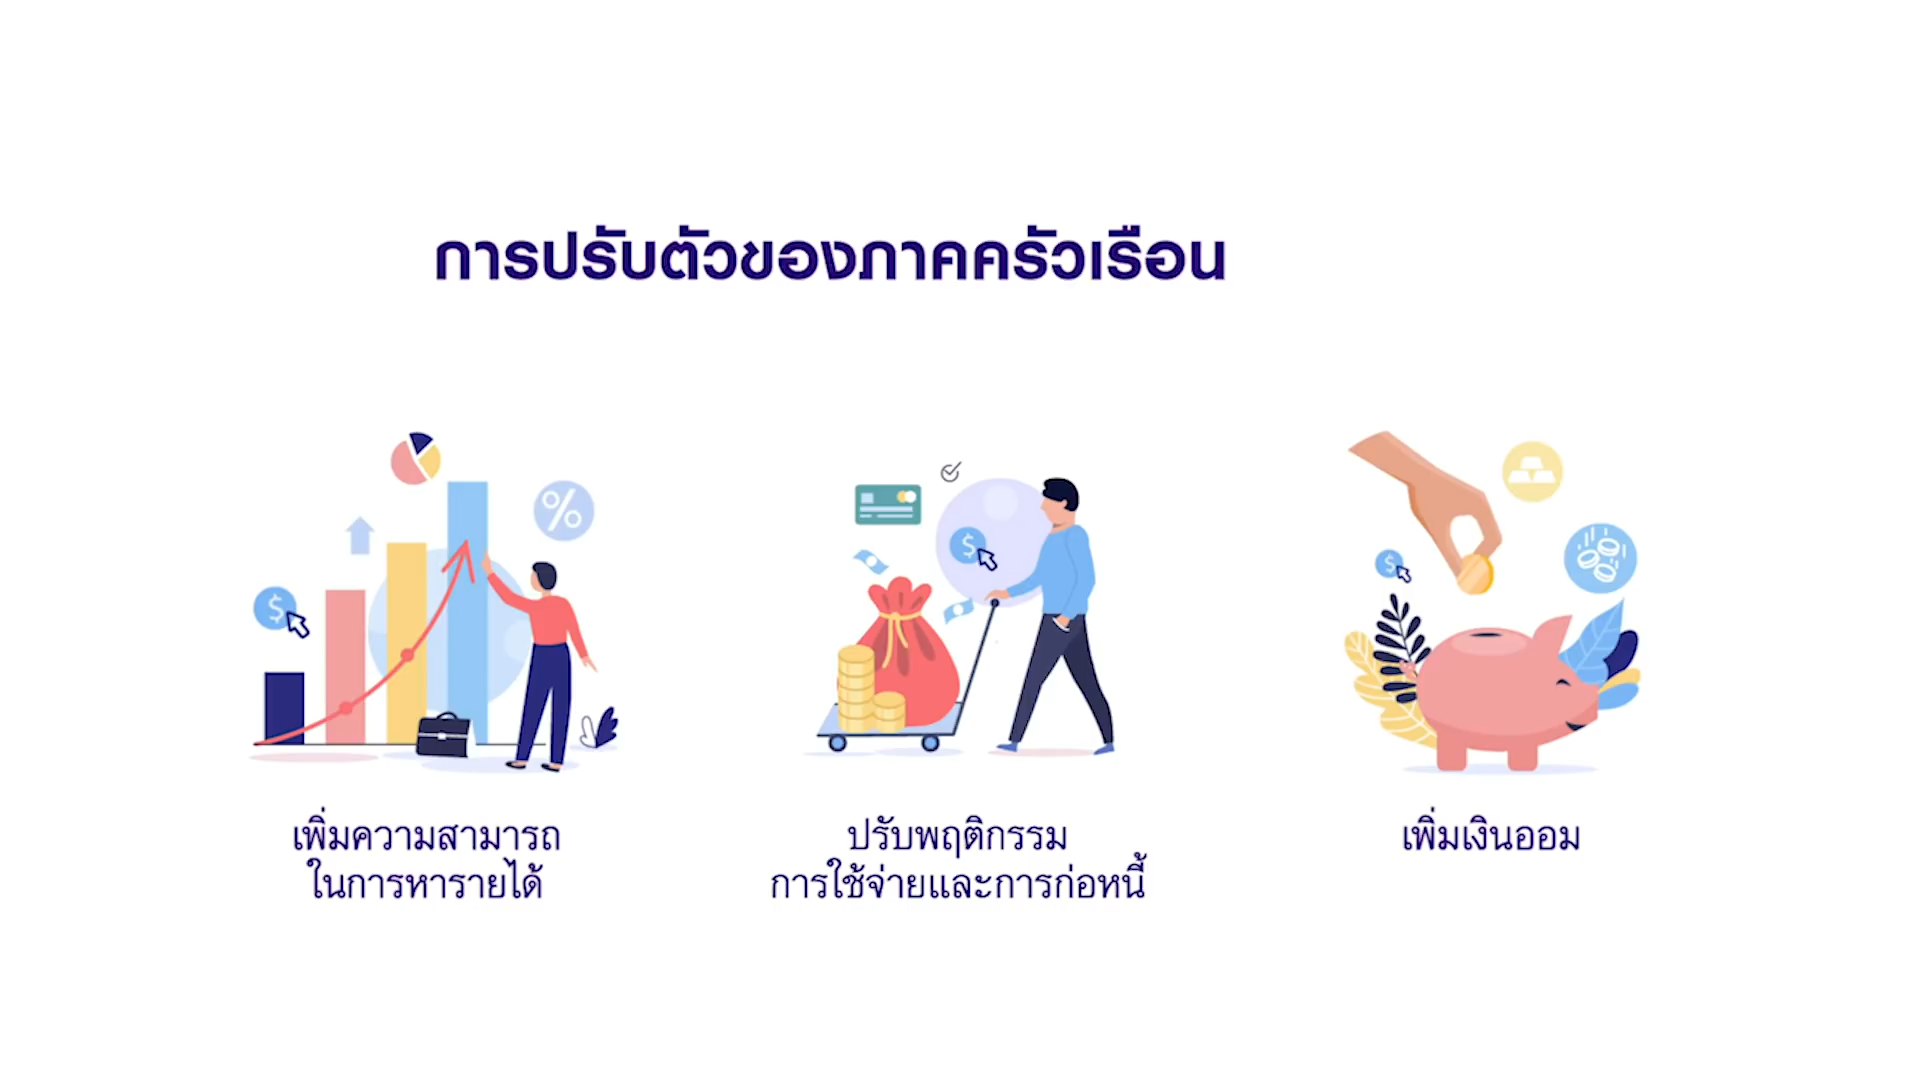 การปรับตัวของภาคครัวเรือน
%
$
$
$
เพิ่มความสามารถ
ในการหารายได้
ปรับพฤติกรรม
การใช้จ่ายและการก่อหนี้
เพิ่มเงินออม